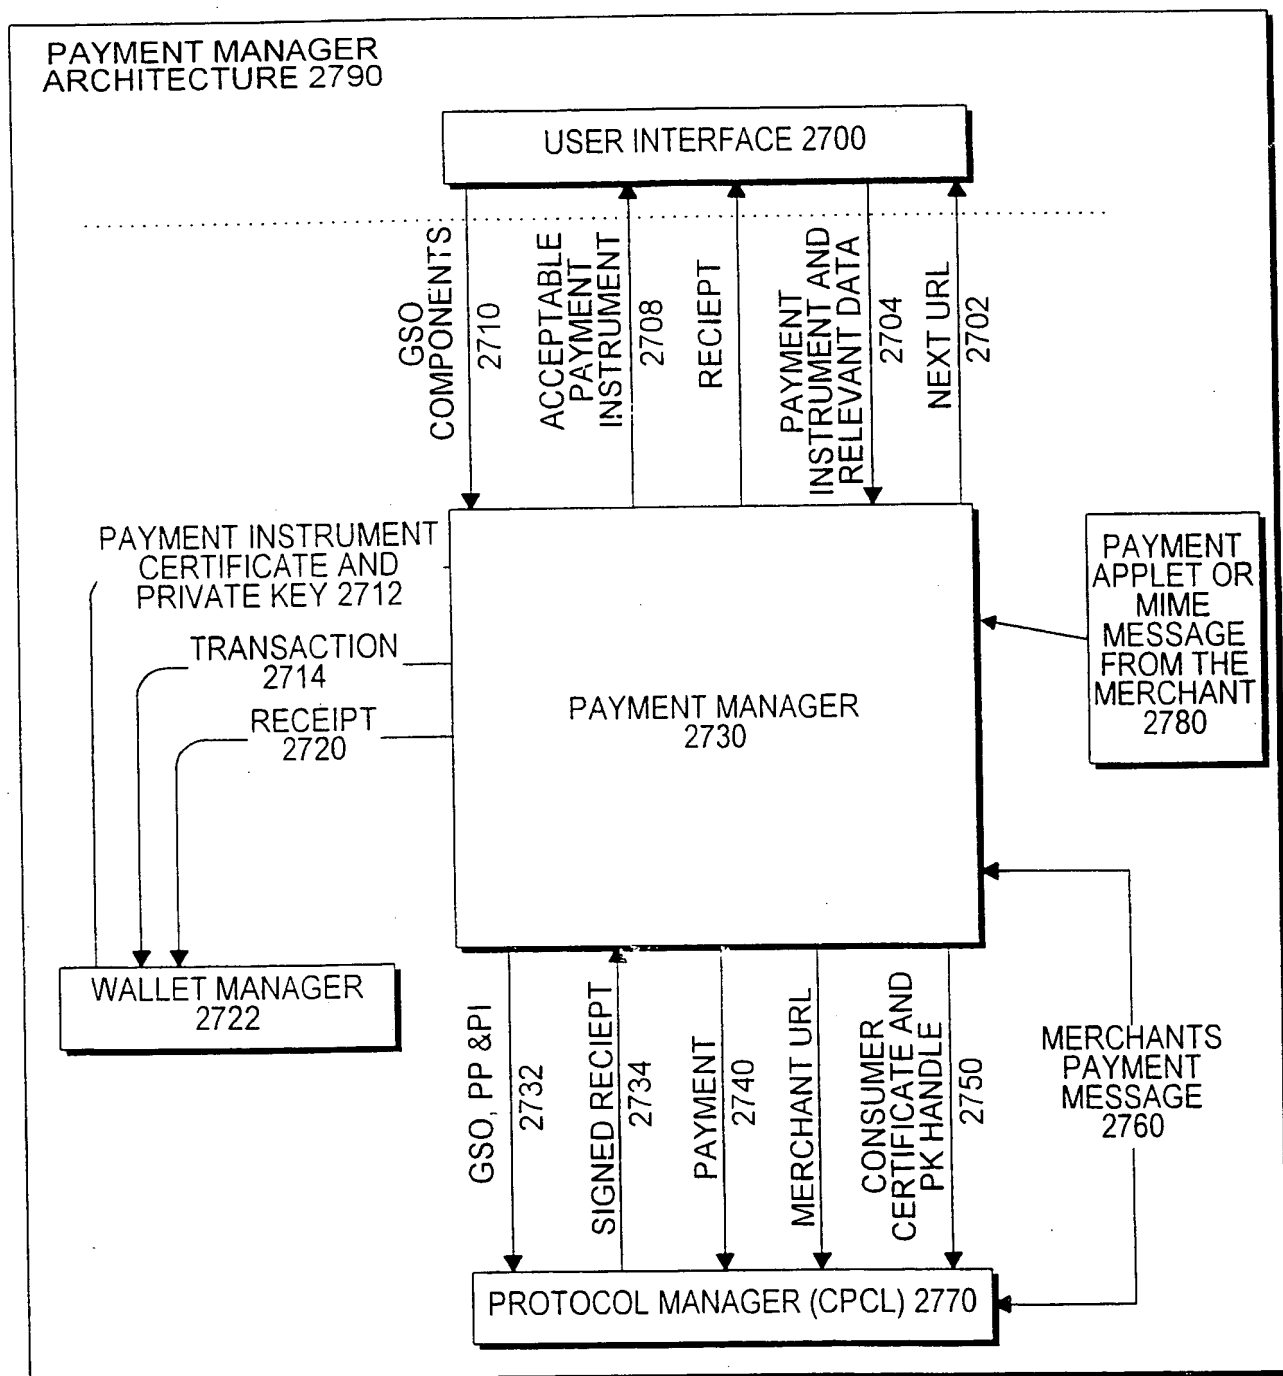 PAYMENT MANAGER
ARCHITECTURE 2790
USER INTERFACE 2700
GSO
COMPONENTS
2710
ACCEPTABLE
PAYMENT
INSTRUMENT
2708
RECIEPT
PAYMENT
INSTRUMENT AND
RELEVANT DATA
2704
NEXT URL
2702
PAYMENT INSTRUMENT
CERTIFICATE AND
PRIVATE KEY 2712
TRANSACTION
2714
RECEIPT
2720
PAYMENT MANAGER
2730
PAYMENT
APPLET OR
MIME
MESSAGE
FROM THE
MERCHANT
2780
WALLET MANAGER
2722
GSO, PP &PI
2732
SIGNED RECIEPT
2734
PAYMENT
2740
MERCHANT URL
CONSUMER
CERTIFICATE AND
PK HANDLE
2750
MERCHANTS
PAYMENT
MESSAGE
2760
PROTOCOL MANAGER (CPCL) 2770